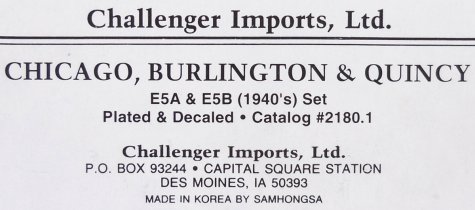 Challenger Imports, Ltd.
CHICAGO, BURLINGTON & QUINCY
E5A & E5B (1940's) Set
Plated & Decaled • Catalog #2180.1
Challenger Imports, Ltd.
P.O. BOX 93244 • CAPITAL SQUARE STATION
DES MOINES, IA 50393
MADE IN KOREA BY SAMHONGSA